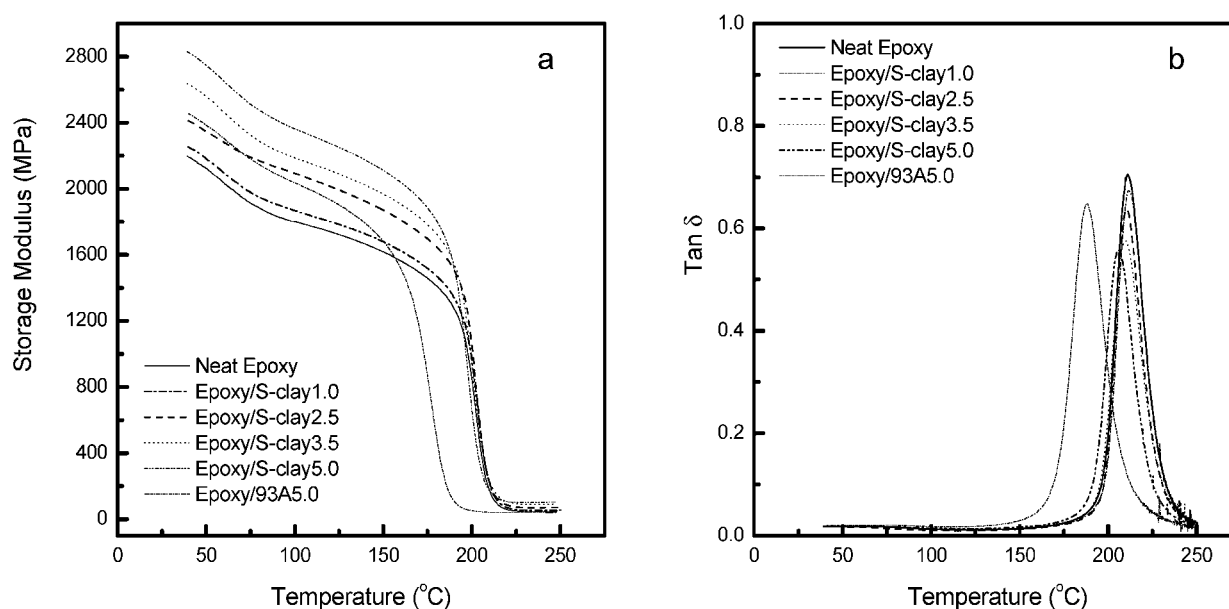 a
2800
2400
2000
1600
1200
800
400
0
Storage Modulus (MPa)
Neat Epoxy
Epoxy/S-clay1.0
Epoxy/S-clay2.5
Epoxy/S-clay3.5
Epoxy/S-clay5.0
Epoxy/93A5.0
0 50 100 150 200 250
Temperature (°C)
b
1.0
0.8
0.6
0.4
0.2
0.0
Tan δ
Neat Epoxy
Epoxy/S-clay1.0
Epoxy/S-clay2.5
Epoxy/S-clay3.5
Epoxy/S-clay5.0
Epoxy/93A5.0
0 50 100 150 200 250
Temperature (°C)